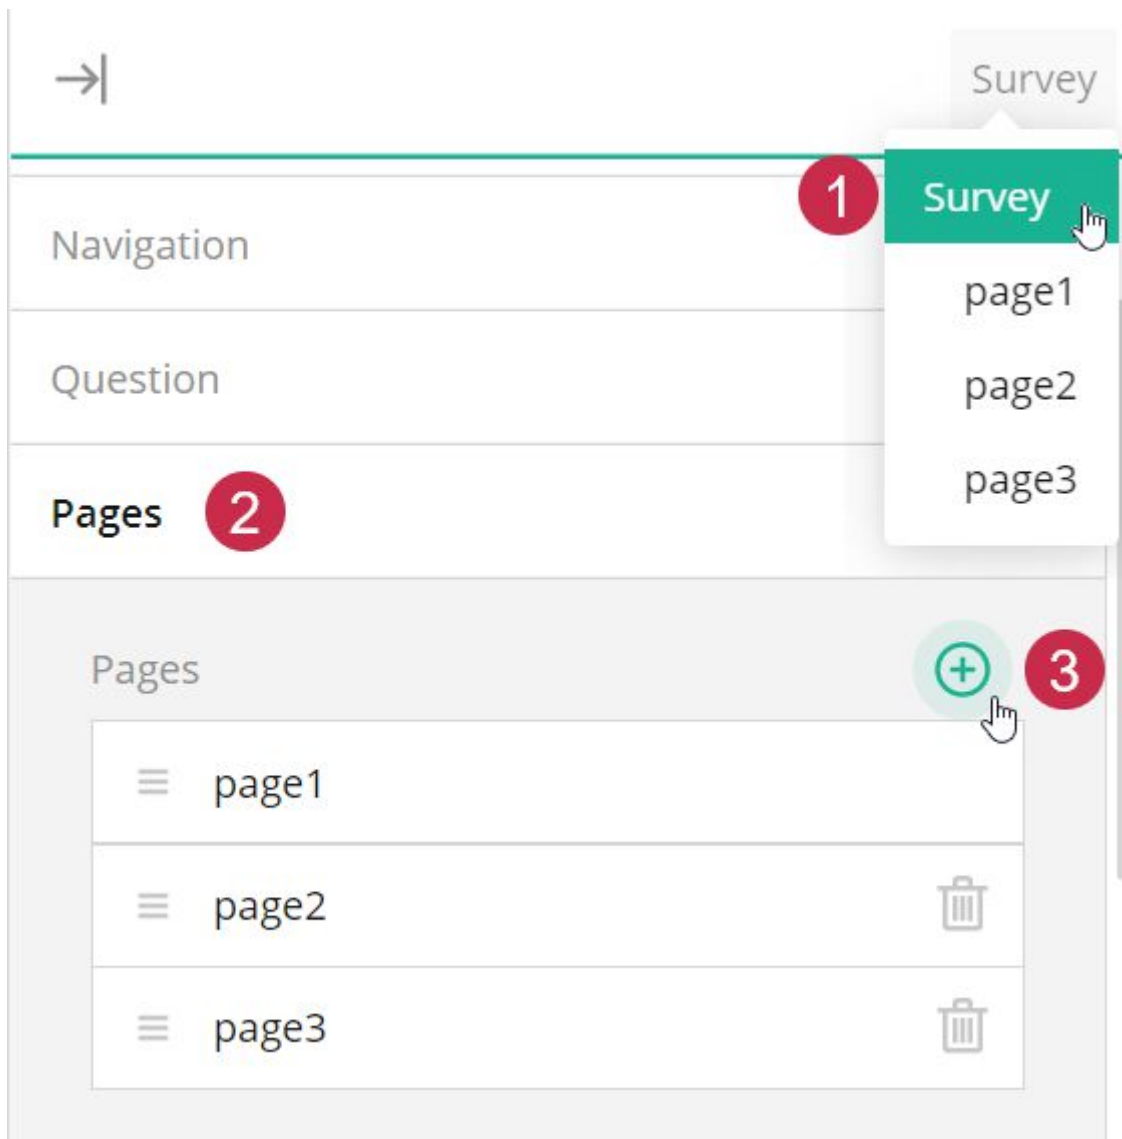 Survey
1
Survey
Navigation
page1
Question
page2
page3
Pages
2
Pages
3
page1
page2
page3